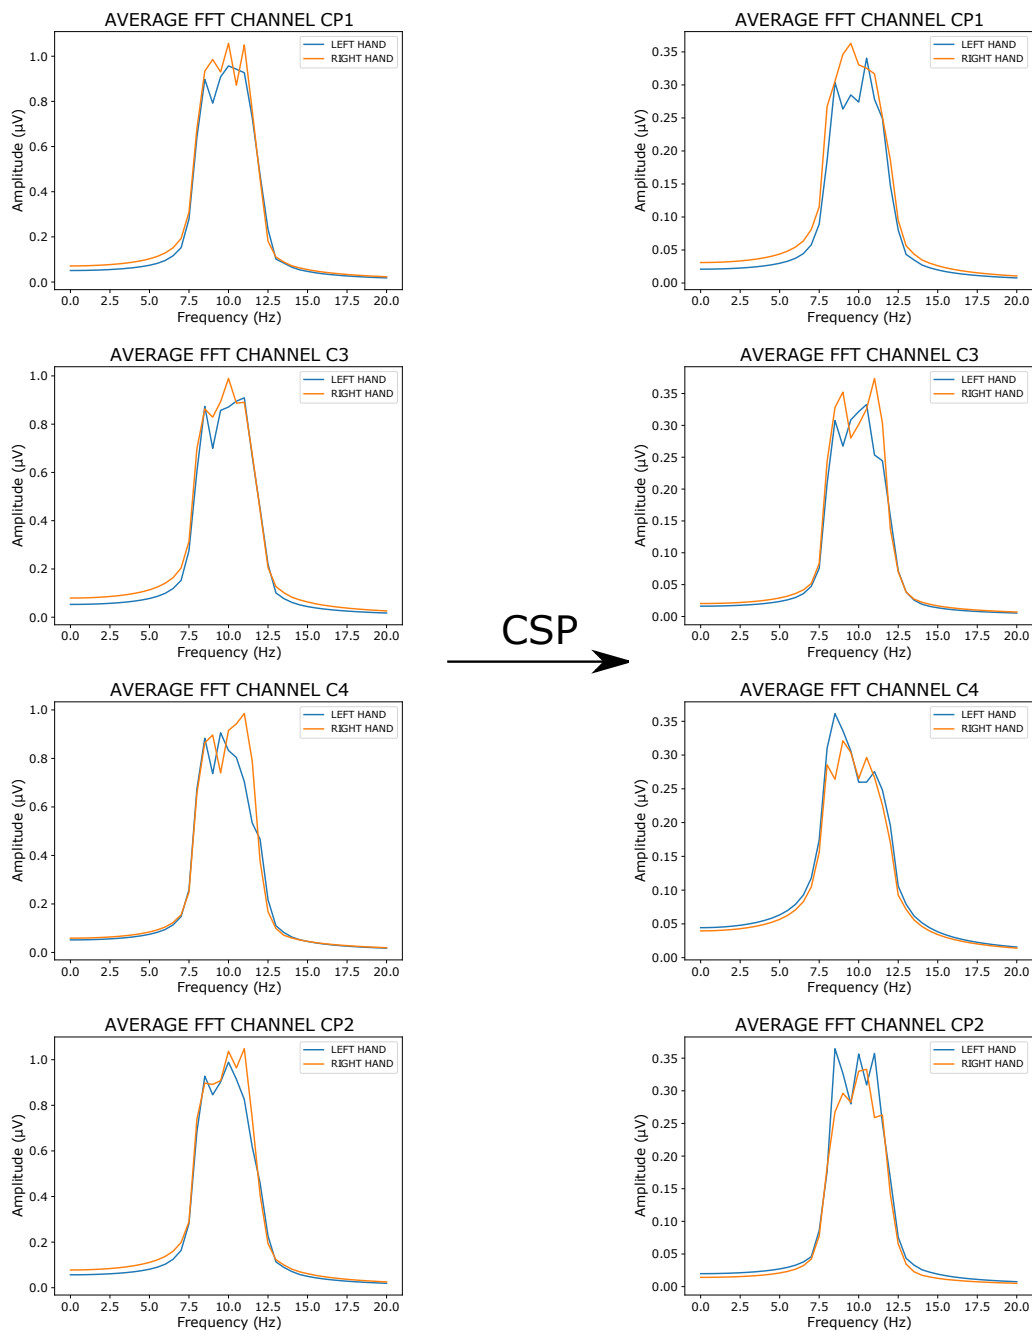 AVERAGE FFT CHANNEL CP1
LEFT HAND
RIGHT HAND
Amplitude (µV)
1.0
0.8
0.6
0.4
0.2
0.0
0.0 2.5 5.0 7.5 10.0 12.5 15.0 17.5 20.0
Frequency (Hz)
AVERAGE FFT CHANNEL CP1
LEFT HAND
RIGHT HAND
Amplitude (µV)
0.35
0.30
0.25
0.20
0.15
0.10
0.05
0.00
0.0 2.5 5.0 7.5 10.0 12.5 15.0 17.5 20.0
Frequency (Hz)
AVERAGE FFT CHANNEL C3
LEFT HAND
RIGHT HAND
Amplitude (µV)
1.0
0.8
0.6
0.4
0.2
0.0
0.0 2.5 5.0 7.5 10.0 12.5 15.0 17.5 20.0
Frequency (Hz)
AVERAGE FFT CHANNEL C3
LEFT HAND
RIGHT HAND
Amplitude (µV)
0.35
0.30
0.25
0.20
0.15
0.10
0.05
0.00
0.0 2.5 5.0 7.5 10.0 12.5 15.0 17.5 20.0
Frequency (Hz)
CSP
AVERAGE FFT CHANNEL C4
LEFT HAND
RIGHT HAND
Amplitude (µV)
1.0
0.8
0.6
0.4
0.2
0.0
0.0 2.5 5.0 7.5 10.0 12.5 15.0 17.5 20.0
Frequency (Hz)
AVERAGE FFT CHANNEL C4
LEFT HAND
RIGHT HAND
Amplitude (µV)
0.35
0.30
0.25
0.20
0.15
0.10
0.05
0.00
0.0 2.5 5.0 7.5 10.0 12.5 15.0 17.5 20.0
Frequency (Hz)
AVERAGE FFT CHANNEL CP2
LEFT HAND
RIGHT HAND
Amplitude (µV)
1.0
0.8
0.6
0.4
0.2
0.0
0.0 2.5 5.0 7.5 10.0 12.5 15.0 17.5 20.0
Frequency (Hz)
AVERAGE FFT CHANNEL CP2
LEFT HAND
RIGHT HAND
Amplitude (µV)
0.35
0.30
0.25
0.20
0.15
0.10
0.05
0.00
0.0 2.5 5.0 7.5 10.0 12.5 15.0 17.5 20.0
Frequency (Hz)